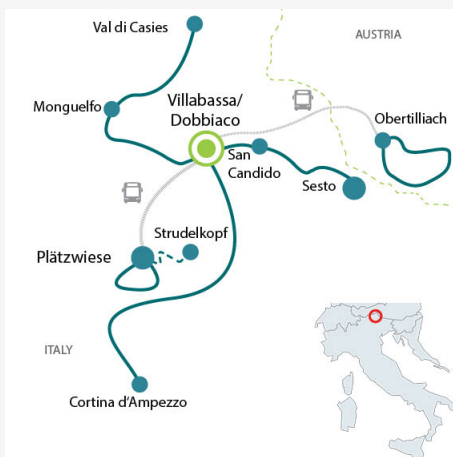 Val di Casies
AUSTRIA
Monguelfo
Villabassa/
Dobbiaco
Obertilliach
San
Candido
Sesto
Strudelkopf
Plätzwiese
ITALY
Cortina d'Ampezzo